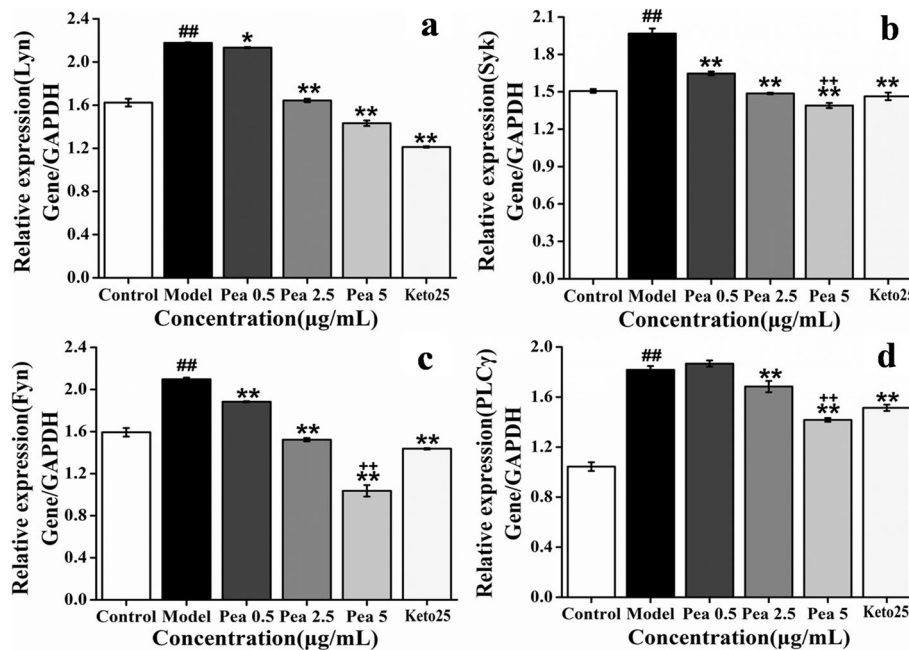 a
Relative expression(Lyn)
Gene/GAPDH
2.4
2.0
1.6
1.2
0.8
0.4
0.0
##
*
**
**
**
Control Model Pea 0.5 Pea 2.5 Pea 5 Keto25
Concentration(μg/mL)
b
Relative expression(Syk)
Gene/GAPDH
2.1
1.8
1.5
1.2
0.9
0.6
0.3
0.0
##
**
**
++
**
**
Control Model Pea 0.5 Pea 2.5 Pea 5 Keto25
Concentration(μg/mL)
c
Relative expression(Fyn)
Gene/GAPDH
2.4
2.0
1.6
1.2
0.8
0.4
0.0
##
**
**
++
**
**
Control Model Pea 0.5 Pea 2.5 Pea 5 Keto25
Concentration(μg/mL)
d
Relative expression(PLCγ)
Gene/GAPDH
2.0
1.6
1.2
0.8
0.4
0.0
##
**
++
**
**
Control Model Pea 0.5 Pea 2.5 Pea 5 Keto25
Concentration(μg/mL)